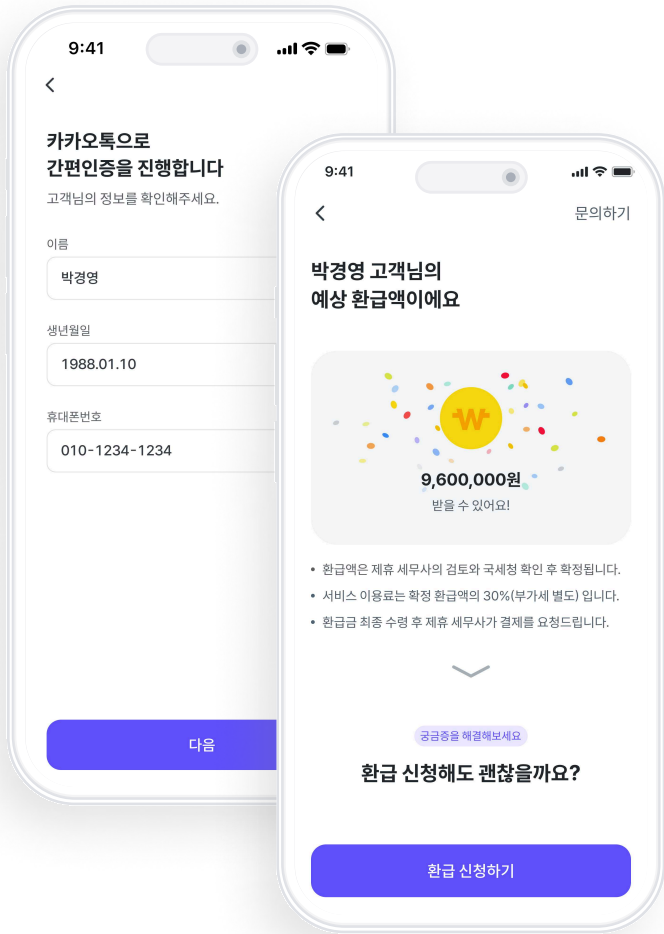 9:41
카카오톡으로
간편인증을 진행합니다
고객님의 정보를 확인해주세요.
이름
박경영
생년월일
1988.01.10
휴대폰번호
010-1234-1234
다음
9:41
문의하기
박경영 고객님의
예상 환급액이에요
₩
9,600,000원
받을 수 있어요!
• 환급액은 제휴 세무사의 검토와 국세청 확인 후 확정됩니다.
• 서비스 이용료는 확정 환급액의 30%(부가세 별도) 입니다.
• 환급금 최종 수령 후 제휴 세무사가 결제를 요청드립니다.
궁금증을 해결해보세요
환급 신청해도 괜찮을까요?
환급 신청하기